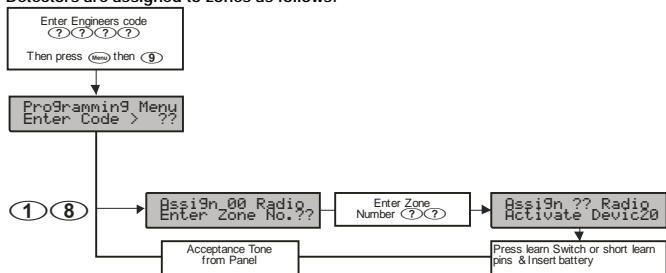 Detectors are assigned to zones as follows:
Enter Engineers code
? ? ? ?
Then press Menu then 9
Programming Menu
Enter Code > ??
1 8
Assign 00 Radio
Enter Zone No.??
Enter Zone
Number ? ?
Assign ?? Radio
Activate Devic20
Acceptance Tone
from Panel
Press learn Switch or short learn
pins & Insert battery